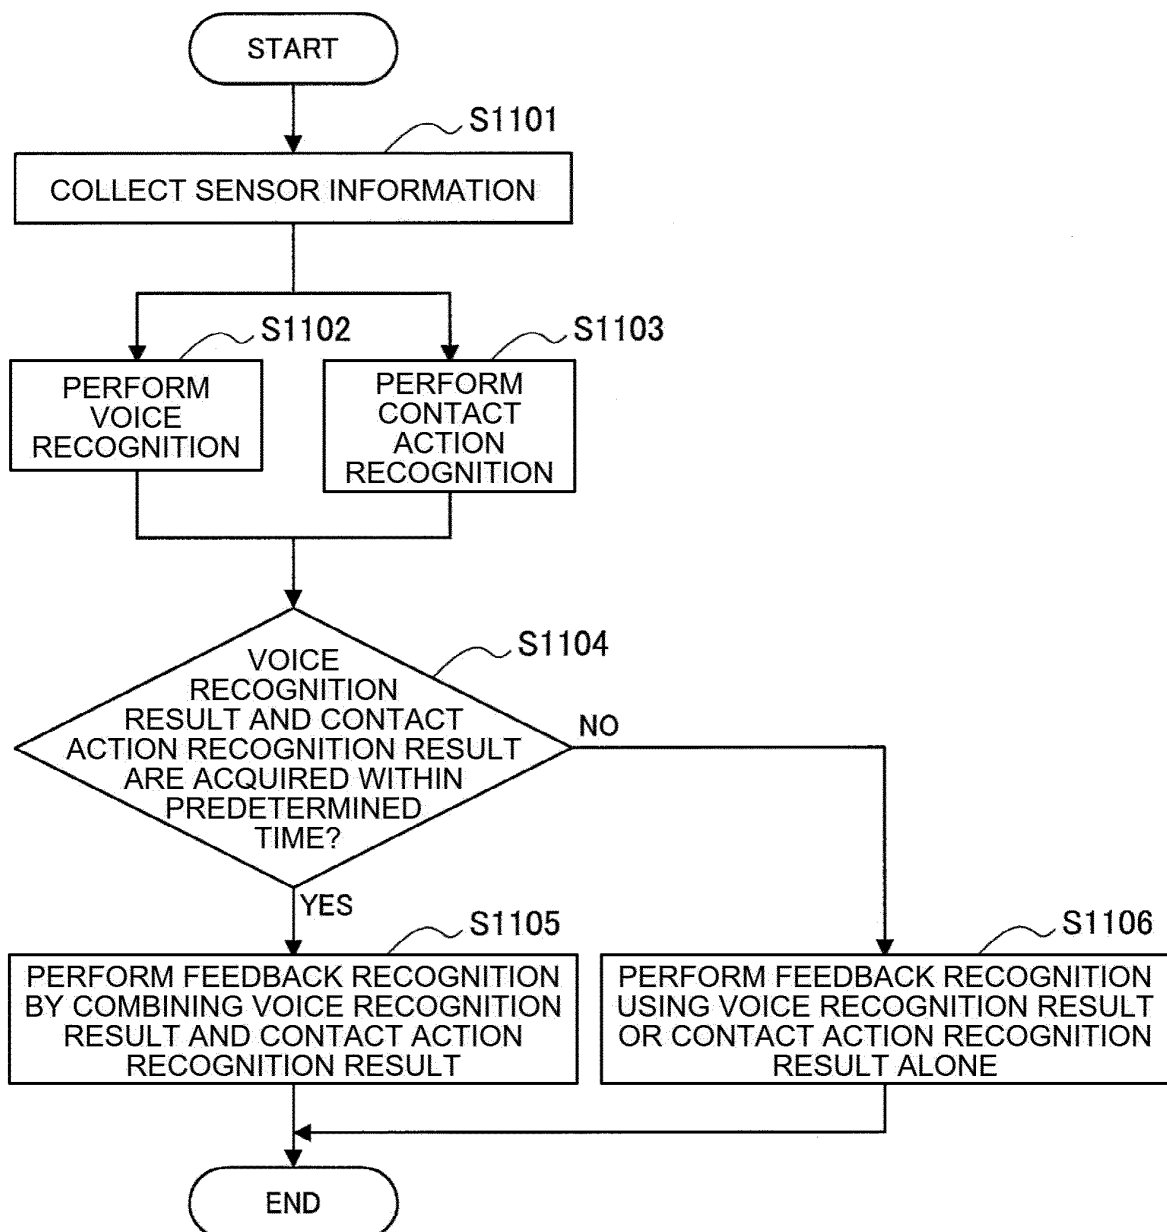 START
S1101
COLLECT SENSOR INFORMATION
S1102
PERFORM
VOICE
RECOGNITION
S1103
PERFORM
CONTACT
ACTION
RECOGNITION
S1104
VOICE
RECOGNITION
RESULT AND CONTACT
ACTION RECOGNITION RESULT
ARE ACQUIRED WITHIN
PREDETERMINED
TIME?
NO
YES
S1105
PERFORM FEEDBACK RECOGNITION
BY COMBINING VOICE RECOGNITION
RESULT AND CONTACT ACTION
RECOGNITION RESULT
S1106
PERFORM FEEDBACK RECOGNITION
USING VOICE RECOGNITION RESULT
OR CONTACT ACTION RECOGNITION
RESULT ALONE
END